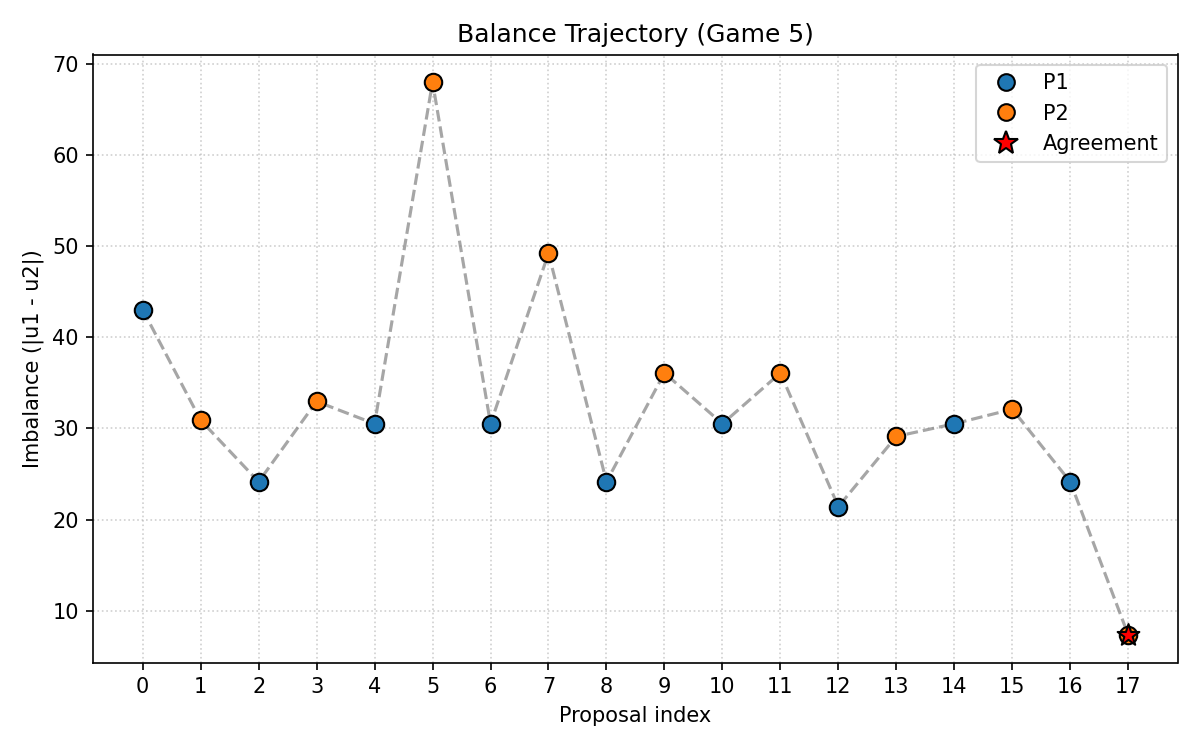 Balance Trajectory (Game 5)
70
60
50
40
30
20
10
Imbalance (|u1 - u2|)
P1
P2
Agreement
0 1 2 3 4 5 6 7 8 9 10 11 12 13 14 15 16 17
Proposal index